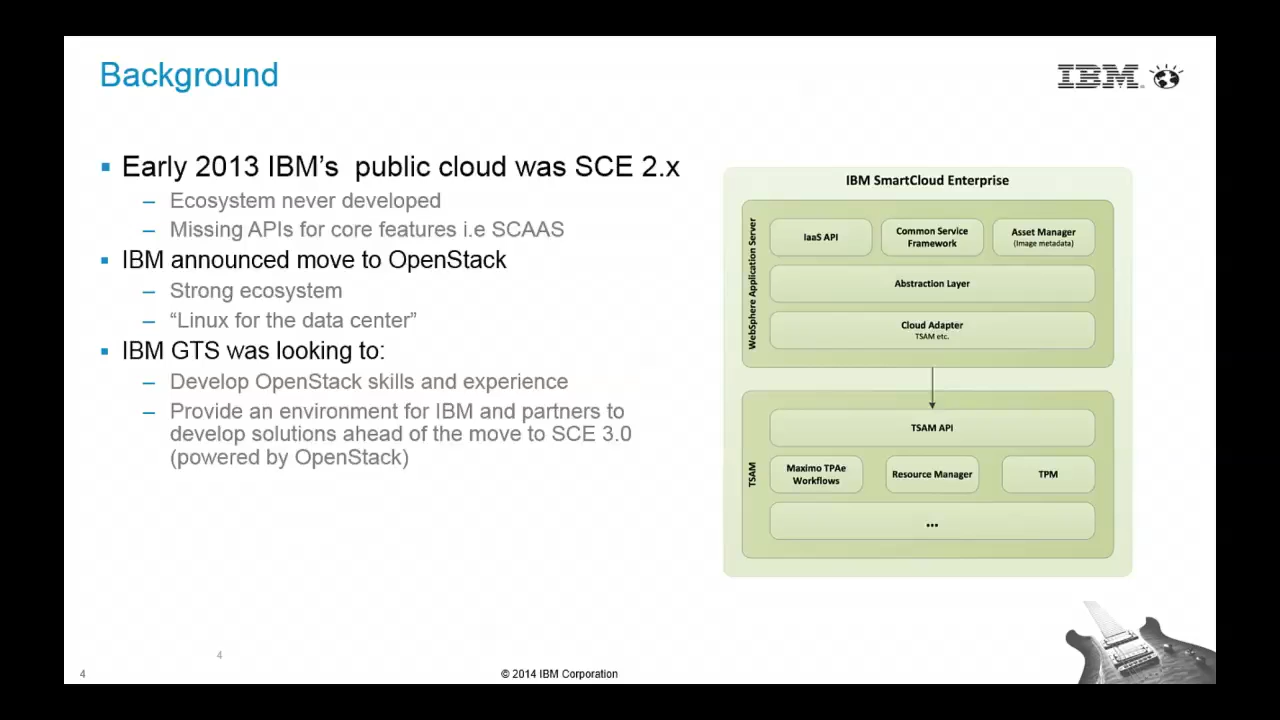 Background
IBM
Early 2013 IBM's  public cloud was SCE 2.x
– Ecosystem never developed
– Missing APIs for core features i.e SCAAS
IBM announced move to OpenStack
– Strong ecosystem
– “Linux for the data center”
IBM GTS was looking to:
– Develop OpenStack skills and experience
– Provide an environment for IBM and partners to
develop solutions ahead of the move to SCE 3.0
(powered by OpenStack)
IBM SmartCloud Enterprise
WebSphere Application Server
IaaS API
Common Service
Framework
Asset Manager
(Image metadata)
Abstraction Layer
Cloud Adapter
TSAM etc.
TSAM
TSAM API
Maximo TPAe
Workflows
Resource Manager
TPM
...
4
4
© 2014 IBM Corporation